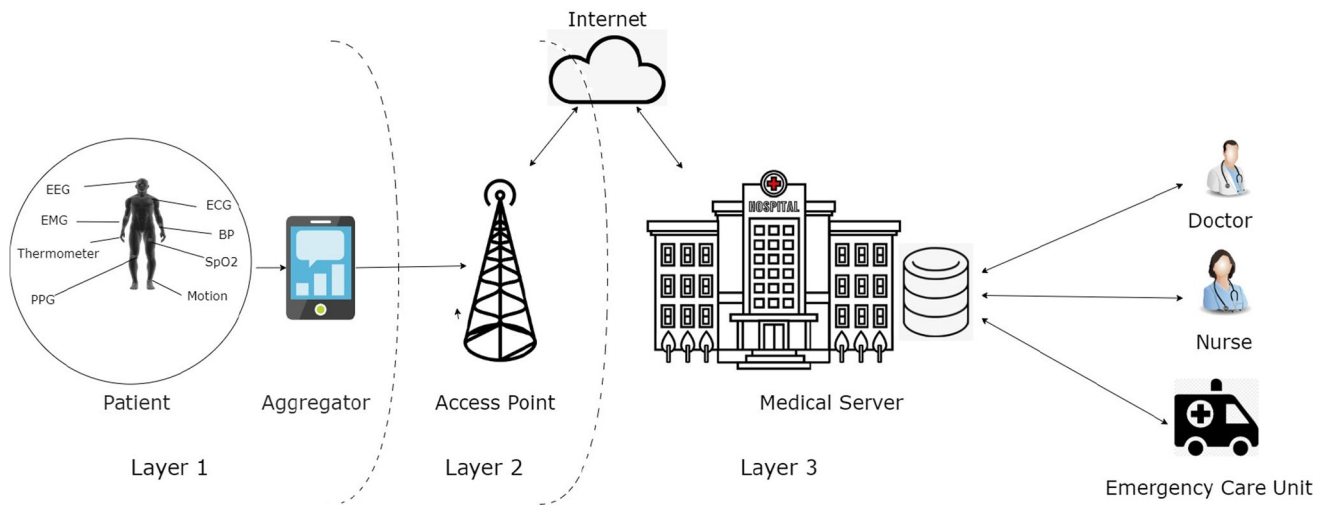 Internet
EEG
ECG
EMG
BP
Thermometer
SpO2
PPG
Motion
HOSPITAL
Doctor
Nurse
Patient
Aggregator
Access Point
Medical Server
Layer 1
Layer 2
Layer 3
Emergency Care Unit